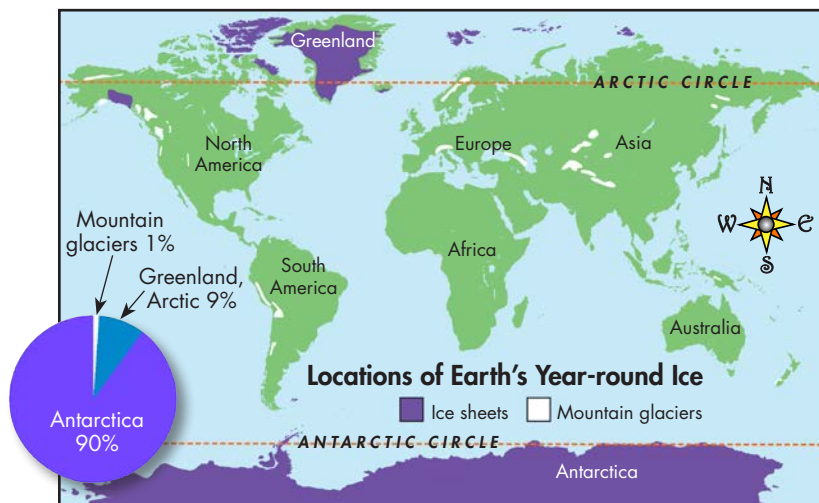 Greenland
ARCTIC CIRCLE
North
America
Europe
Asia
N
W
E
S
Mountain
glaciers 1%
Greenland,
Arctic 9%
Africa
South
America
Australia
Locations of Earth's Year-round Ice
Ice sheets
Mountain glaciers
Antarctica
90%
ANTARCTIC CIRCLE
Antarctica